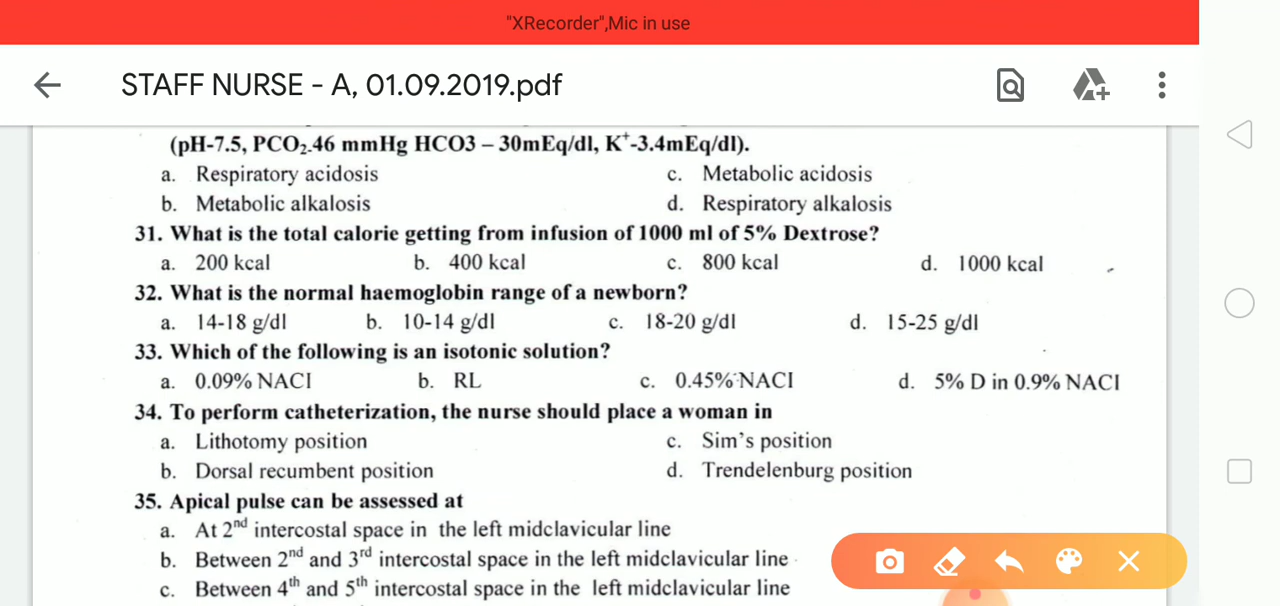 "XRecorder",Mic in use
STAFF NURSE - A, 01.09.2019.pdf
(pH-7.5, PCO₂.46 mmHg HCO3 – 30mEq/dl, K⁺-3.4mEq/dl).
a. Respiratory acidosis c. Metabolic acidosis
b. Metabolic alkalosis d. Respiratory alkalosis
31. What is the total calorie getting from infusion of 1000 ml of 5% Dextrose?
a. 200 kcal b. 400 kcal c. 800 kcal d. 1000 kcal
32. What is the normal haemoglobin range of a newborn?
a. 14-18 g/dl b. 10-14 g/dl c. 18-20 g/dl d. 15-25 g/dl
33. Which of the following is an isotonic solution?
a. 0.09% NACI b. RL c. 0.45% NACI d. 5% D in 0.9% NACI
34. To perform catheterization, the nurse should place a woman in
a. Lithotomy position c. Sim's position
b. Dorsal recumbent position d. Trendelenburg position
35. Apical pulse can be assessed at
a. At 2nd intercostal space in the left midclavicular line
b. Between 2nd and 3rd intercostal space in the left midclavicular line
c. Between 4th and 5th intercostal space in the left midclavicular line